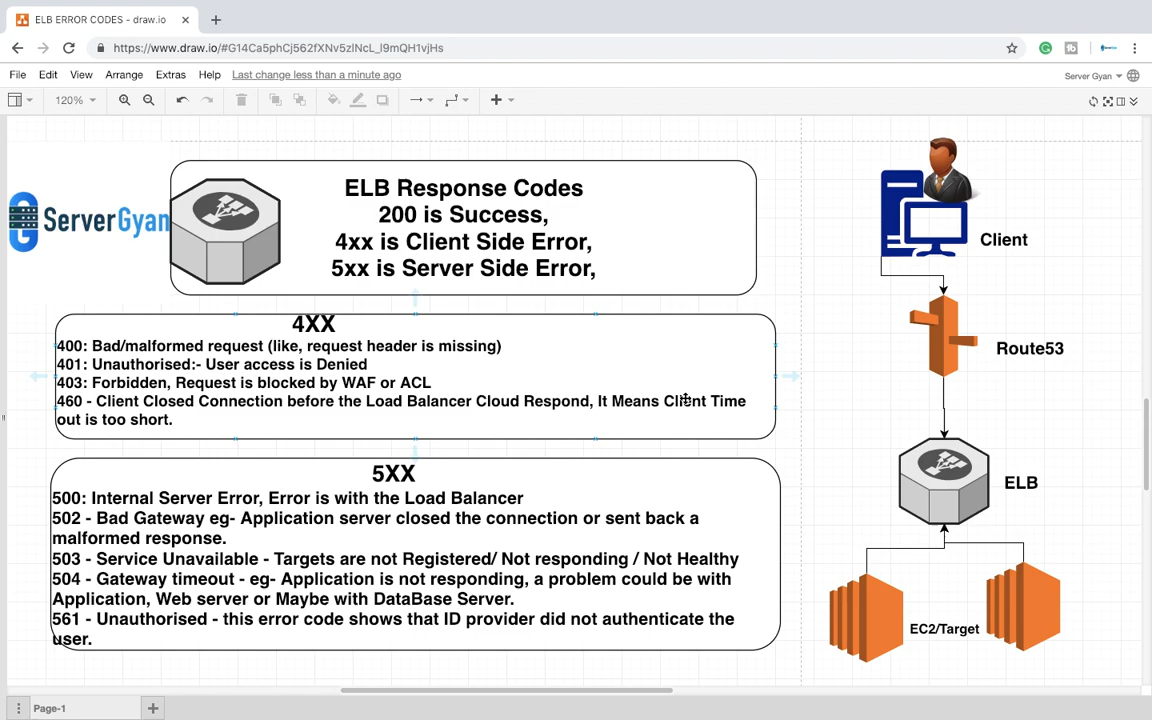 ELB ERROR CODES - draw.io
https://www.draw.io/#G14Ca5phCj562fXNv5zlNcL_l9mQH1vjHs
File Edit View Arrange Extras Help Last change less than a minute ago
Server Gyan
120%
ServerGyan
ELB Response Codes
200 is Success,
4xx is Client Side Error,
5xx is Server Side Error,
4XX
400: Bad/malformed request (like, request header is missing)
401: Unauthorised:- User access is Denied
403: Forbidden, Request is blocked by WAF or ACL
460 - Client Closed Connection before the Load Balancer Cloud Respond, It Means Client Time
out is too short.
5XX
500: Internal Server Error, Error is with the Load Balancer
502 - Bad Gateway eg- Application server closed the connection or sent back a
malformed response.
503 - Service Unavailable - Targets are not Registered/ Not responding / Not Healthy
504 - Gateway timeout - eg- Application is not responding, a problem could be with
Application, Web server or Maybe with DataBase Server.
561 - Unauthorised - this error code shows that ID provider did not authenticate the
user.
Client
Route53
ELB
EC2/Target
Page-1